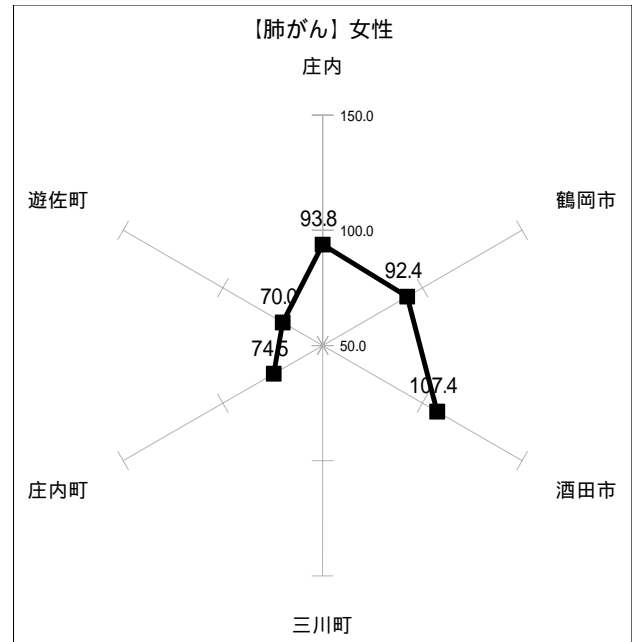 【肺がん】女性
庄内
150.0
遊佐町
鶴岡市
100.0
93.8
92.4
70.0
74.5
50.0
107.4
庄内町
酒田市
三川町